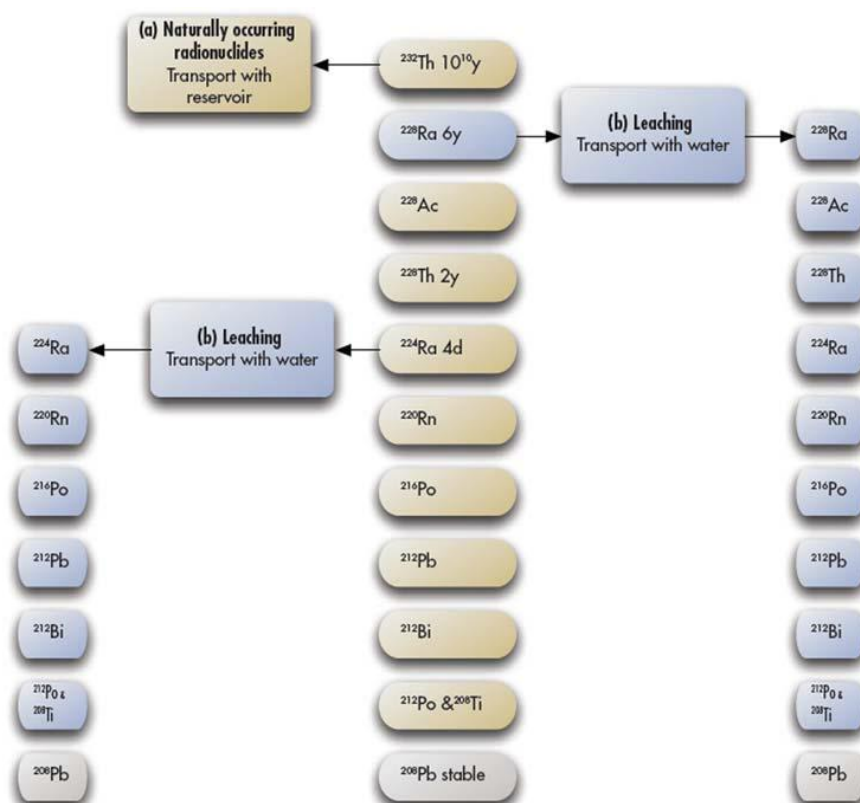 (a) Naturally occurring
radionuclides
Transport with
reservoir
²³²Th 10¹⁰y
²²⁸Ra 6y
(b) Leaching
Transport with water
²²⁸Ra
²²⁸Ac
²²⁸Ac
²²⁸Th 2y
²²⁸Th
²²⁴Ra
(b) Leaching
Transport with water
²²⁴Ra 4d
²²⁴Ra
²²⁰Rn
²²⁰Rn
²²⁰Rn
²¹⁶Po
²¹⁶Po
²¹⁶Po
²¹²Pb
²¹²Pb
²¹²Pb
²¹²Bi
²¹²Bi
²¹²Bi
²¹²Po &
²⁰⁸Ti
²¹²Po &²⁰⁸Ti
²¹²Po &
²⁰⁸Ti
²⁰⁸Pb
²⁰⁸Pb stable
²⁰⁸Pb